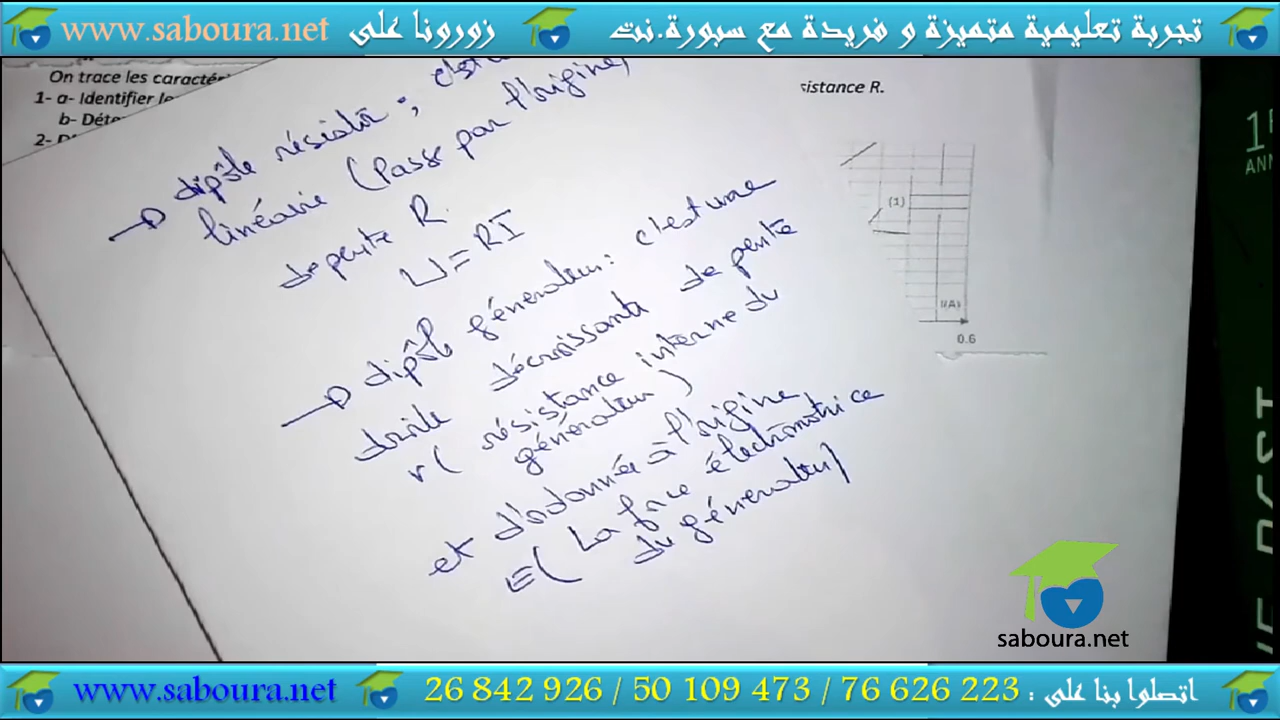 www.saboura.net زورونا على تجربة تعليمية متميزة و فريدة مع سبورة.نت
On trace les caracté
1- a- Identifier le
b- Déte
istance R.
→ dipôle résistor :, c'est
linéaire (Passe par l'origine)
de pente R.
U = RI
→ dipôle générateur : c'est une
droite décroissante de pente
r ( résistance interne du
générateur )
et d'ordonnée à l'origine
E ( La force électromotrice
du générateur)
(1)
I(A)
0.6
saboura.net
www.saboura.net 26 842 926 / 50 109 473 / 76 626 223 : اتصلوا بنا على